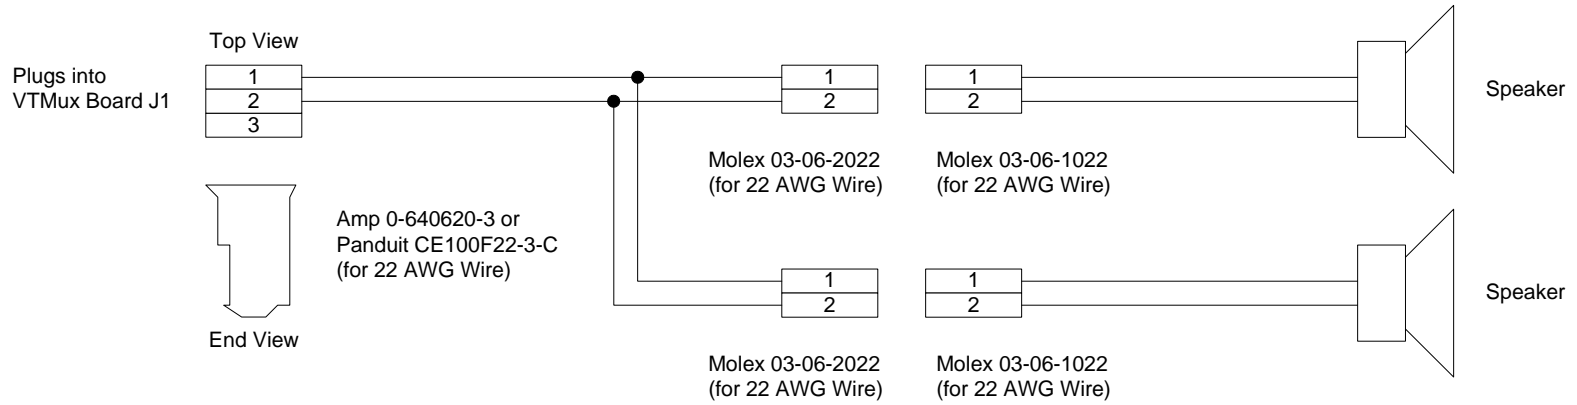 Top View
Plugs into
VTMux Board J1
1
2
3
1
2
1
2
Speaker
Molex 03-06-2022
(for 22 AWG Wire)
Molex 03-06-1022
(for 22 AWG Wire)
Amp 0-640620-3 or
Panduit CE100F22-3-C
(for 22 AWG Wire)
End View
1
2
1
2
Speaker
Molex 03-06-2022
(for 22 AWG Wire)
Molex 03-06-1022
(for 22 AWG Wire)